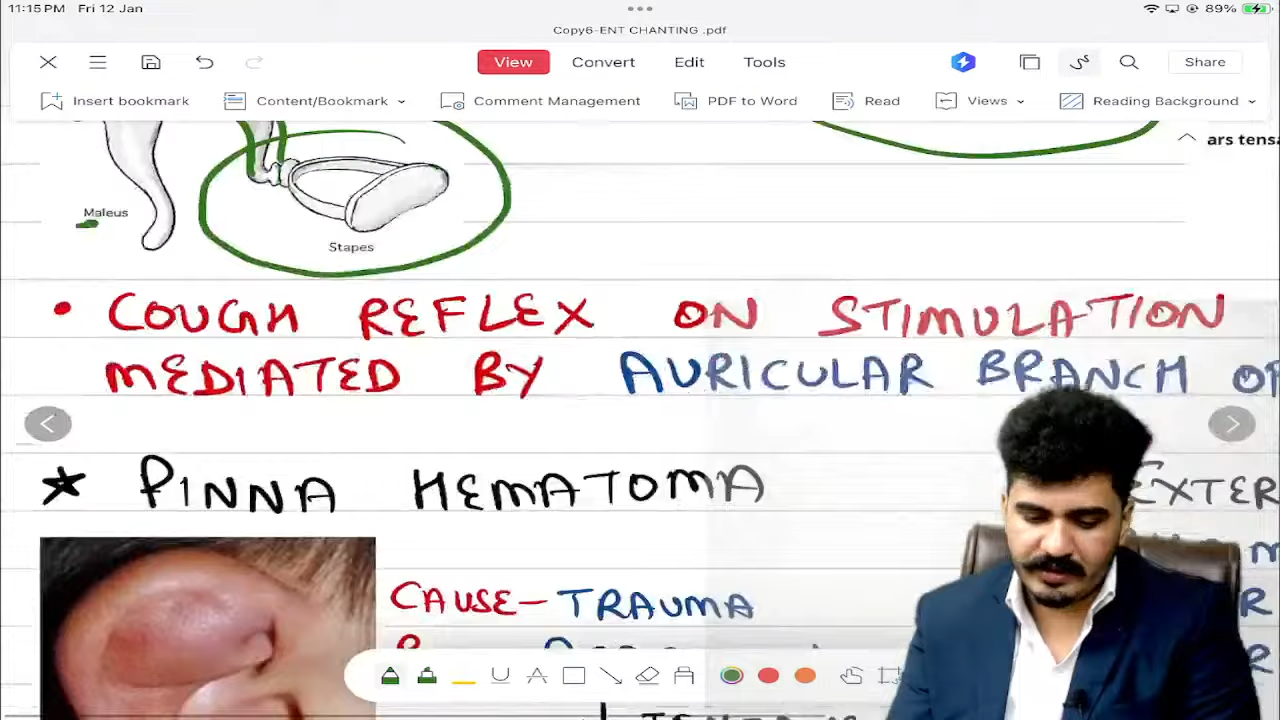 11:15 PM Fri 12 Jan
89%
Copy6-ENT CHANTING .pdf
View Convert Edit Tools Share
Insert bookmark Content/Bookmark Comment Management PDF to Word Read Views Reading Background
ars tensa
Maleus
Stapes
• COUGH REFLEX ON STIMULATION
MEDIATED BY AURICULAR BRANCH OF
★ PINNA HEMATOMA
EXTER
CAUSE - TRAUMA